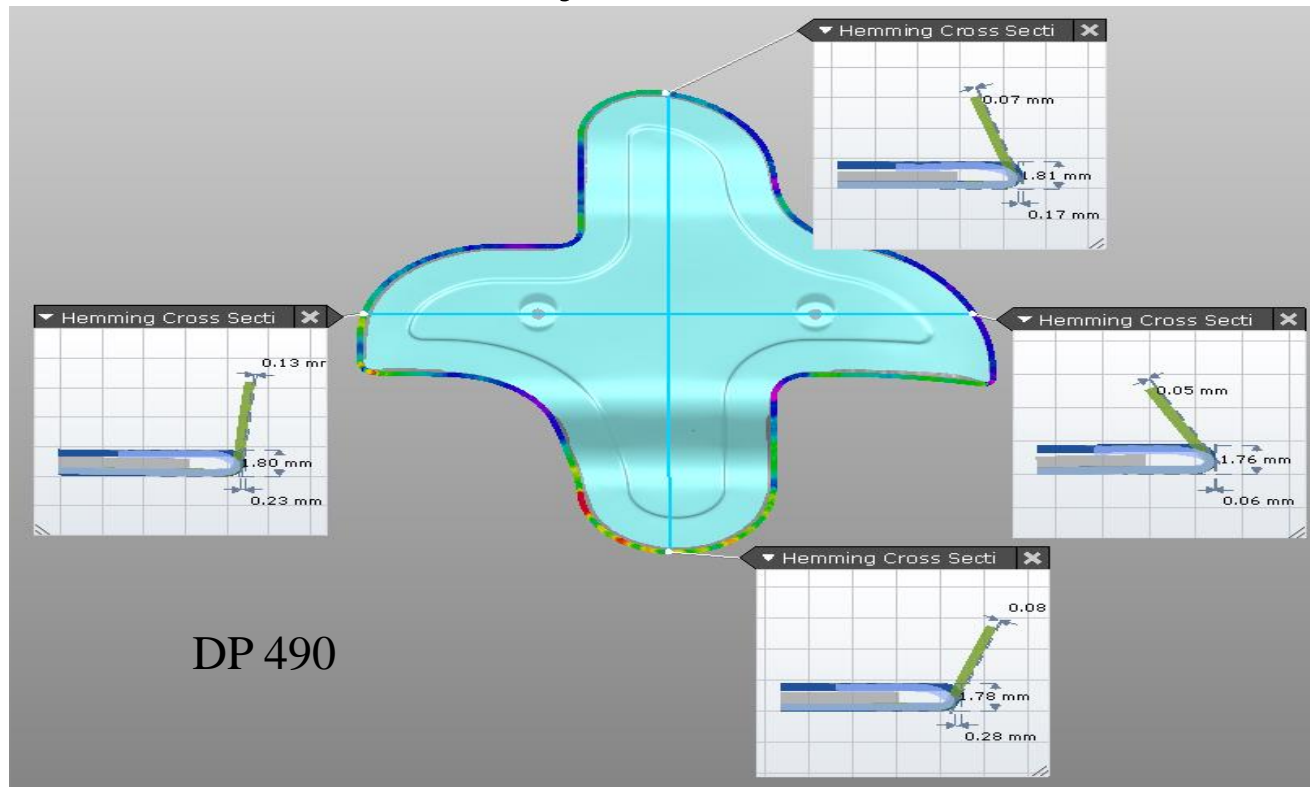 Hemming Cross Secti
0.07 mm
1.81 mm
0.17 mm
Hemming Cross Secti
0.13 mr
1.80 mm
0.23 mm
Hemming Cross Secti
0.05 mm
1.76 mm
0.06 mm
Hemming Cross Secti
0.08
1.78 mm
0.28 mm
DP 490